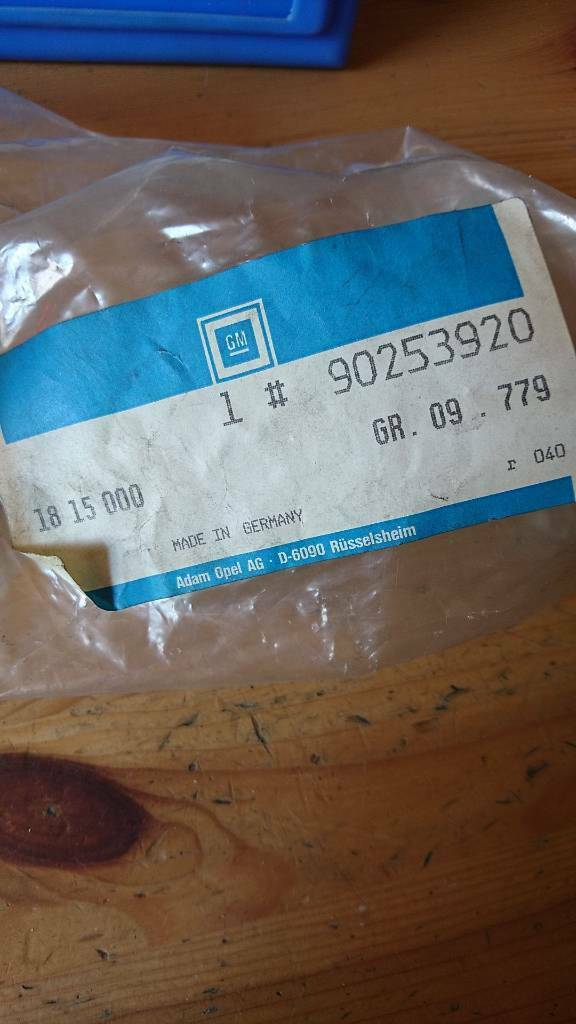 GM
1 # 90253920
GR. 09 . 779
18 15 000
r 040
MADE IN GERMANY
Adam Opel AG · D-6090 Rüsselsheim